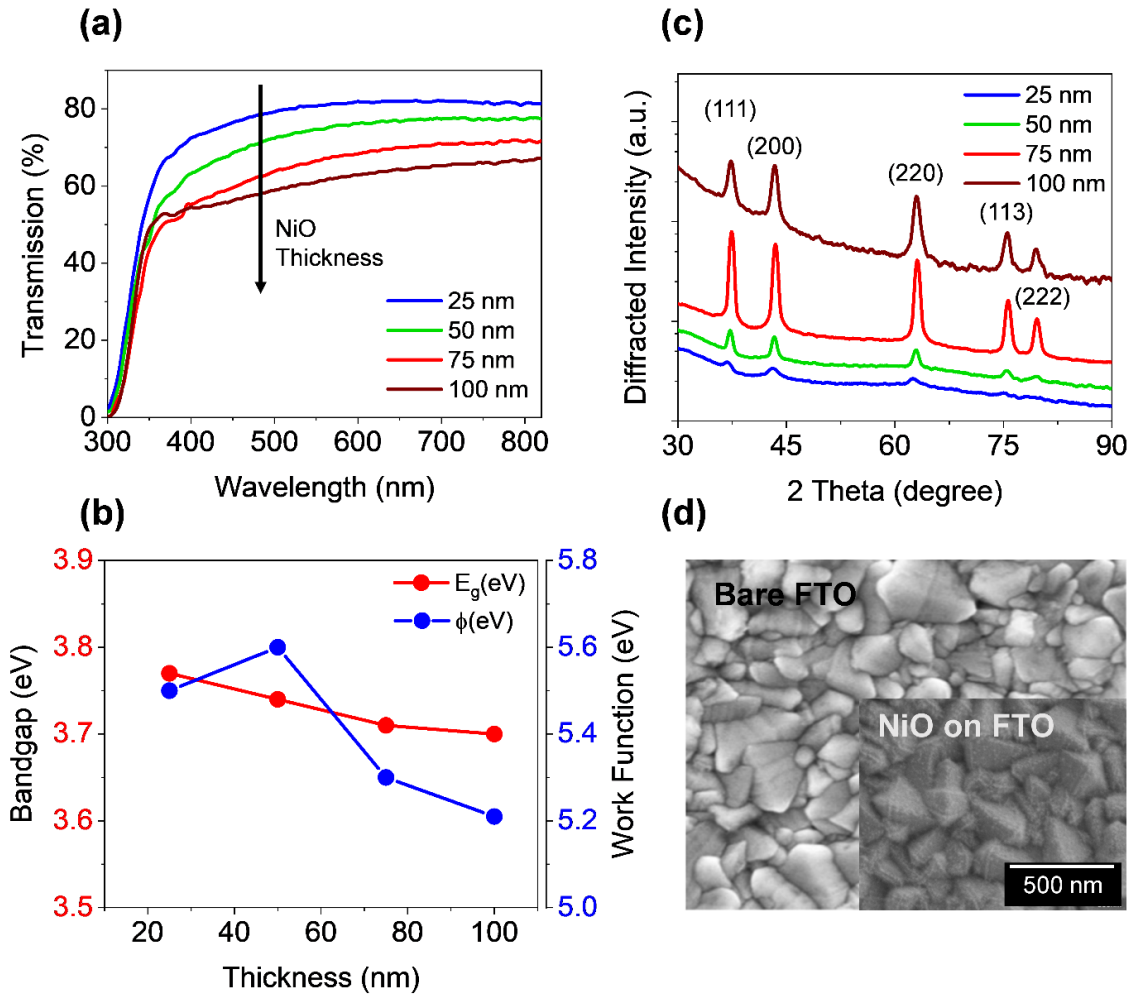 (a)
Transmission (%)
80
60
40
20
0
300 400 500 600 700 800
Wavelength (nm)
NiO
Thickness
25 nm
50 nm
75 nm
100 nm
(c)
Diffracted Intensity (a.u.)
(111)
(200)
(220)
(113)
(222)
25 nm
50 nm
75 nm
100 nm
30 45 60 75 90
2 Theta (degree)
(b)
Bandgap (eV)
3.9
3.8
3.7
3.6
3.5
E_g(eV)
ϕ(eV)
5.8
5.6
5.4
5.2
5.0
Work Function (eV)
20 40 60 80 100
Thickness (nm)
(d)
Bare FTO
NiO on FTO
500 nm